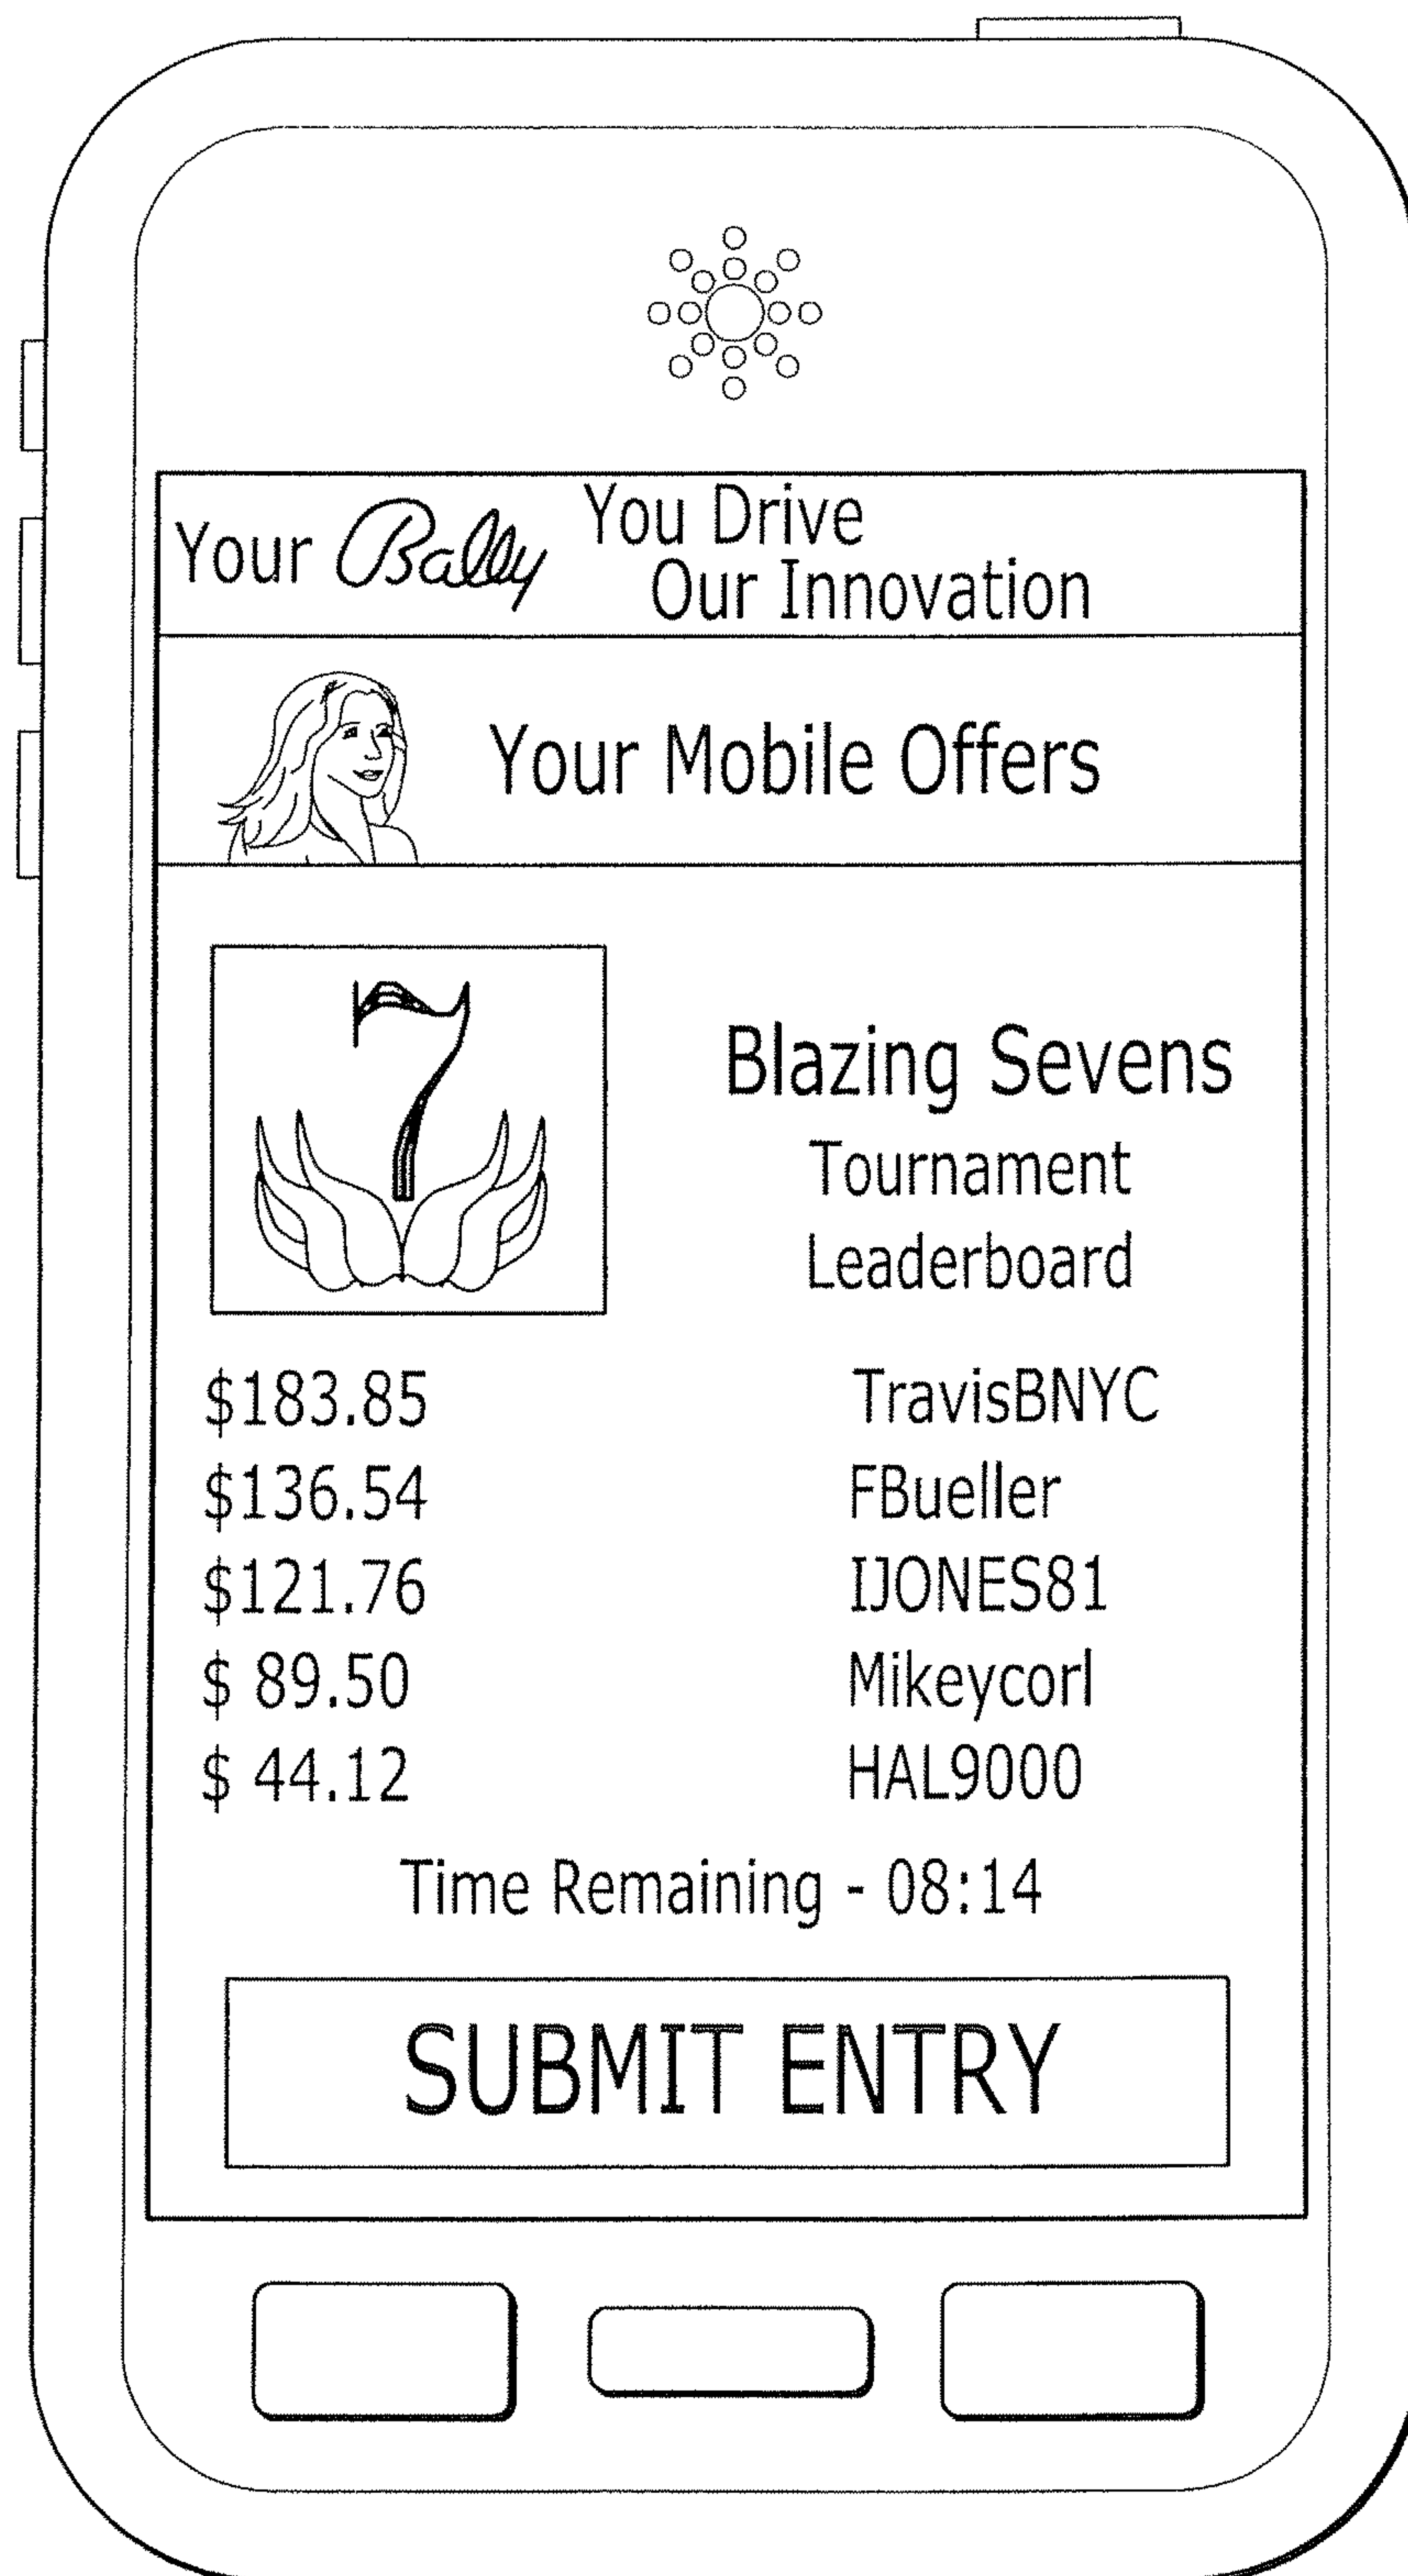 Your Bally You Drive
Our Innovation
Your Mobile Offers
7
Blazing Sevens
Tournament
Leaderboard
$183.85 TravisBNYC
$136.54 FBueller
$121.76 IJONES81
$ 89.50 Mikeycorl
$ 44.12 HAL9000
Time Remaining - 08:14
SUBMIT ENTRY